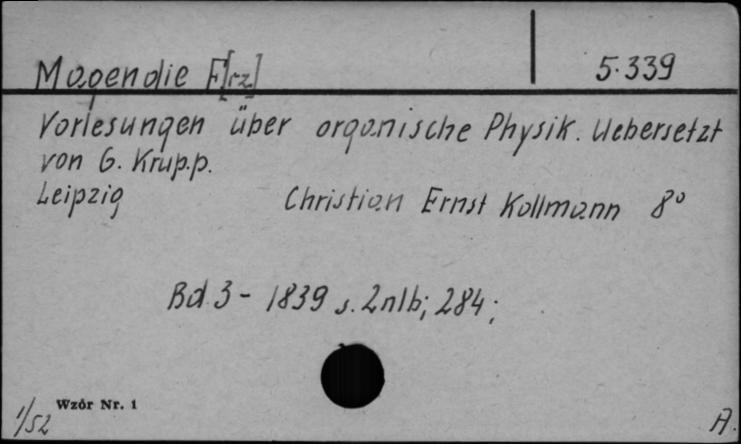 Magendie F[rz]
5.339
Vorlesungen über organische Physik. Uebersetzt
von G. Krupp.
Leipzig Christian Ernst Kollmann 8°
Bd. 3 - 1839 s. 2nlb; 284;
Wzór Nr. 1
1/52
A.